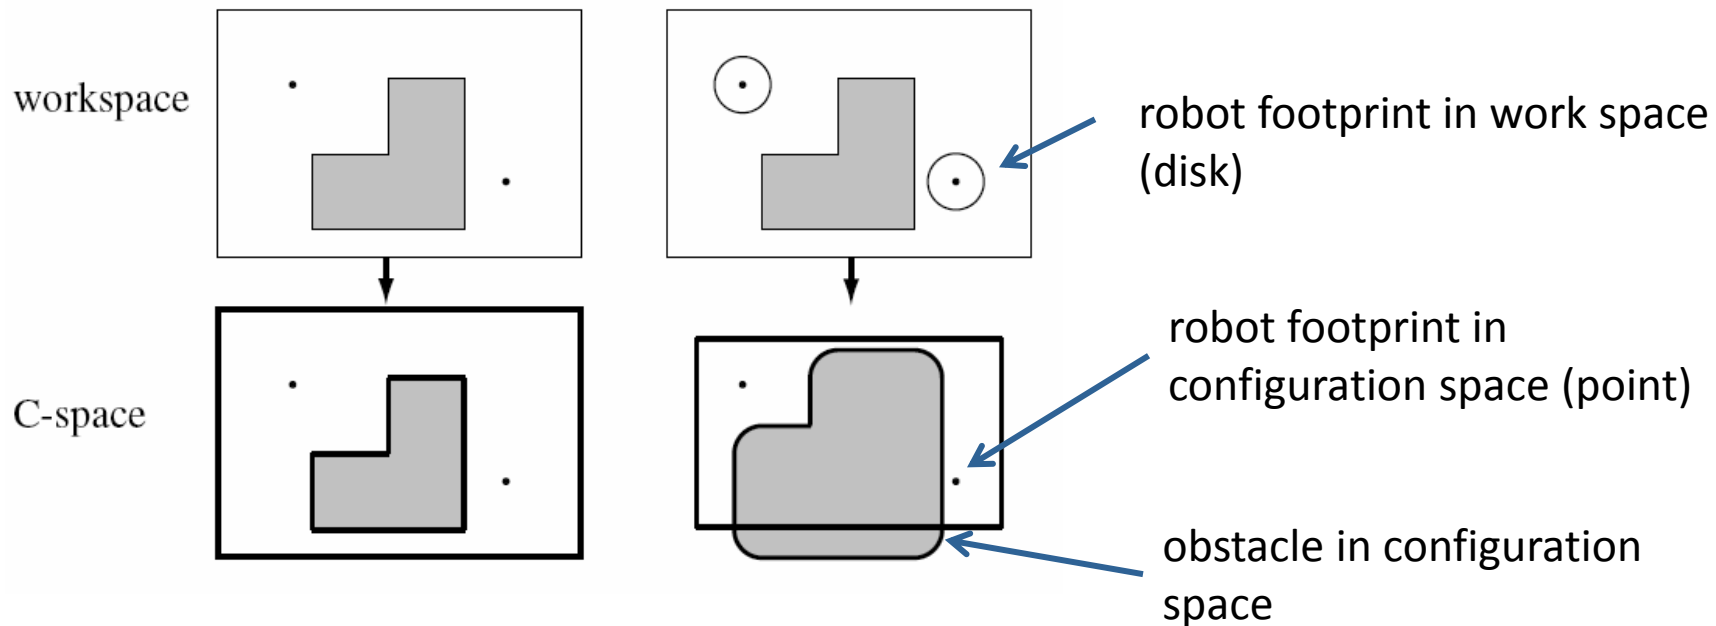 workspace
robot footprint in work space
(disk)
robot footprint in
configuration space (point)
C-space
obstacle in configuration
space